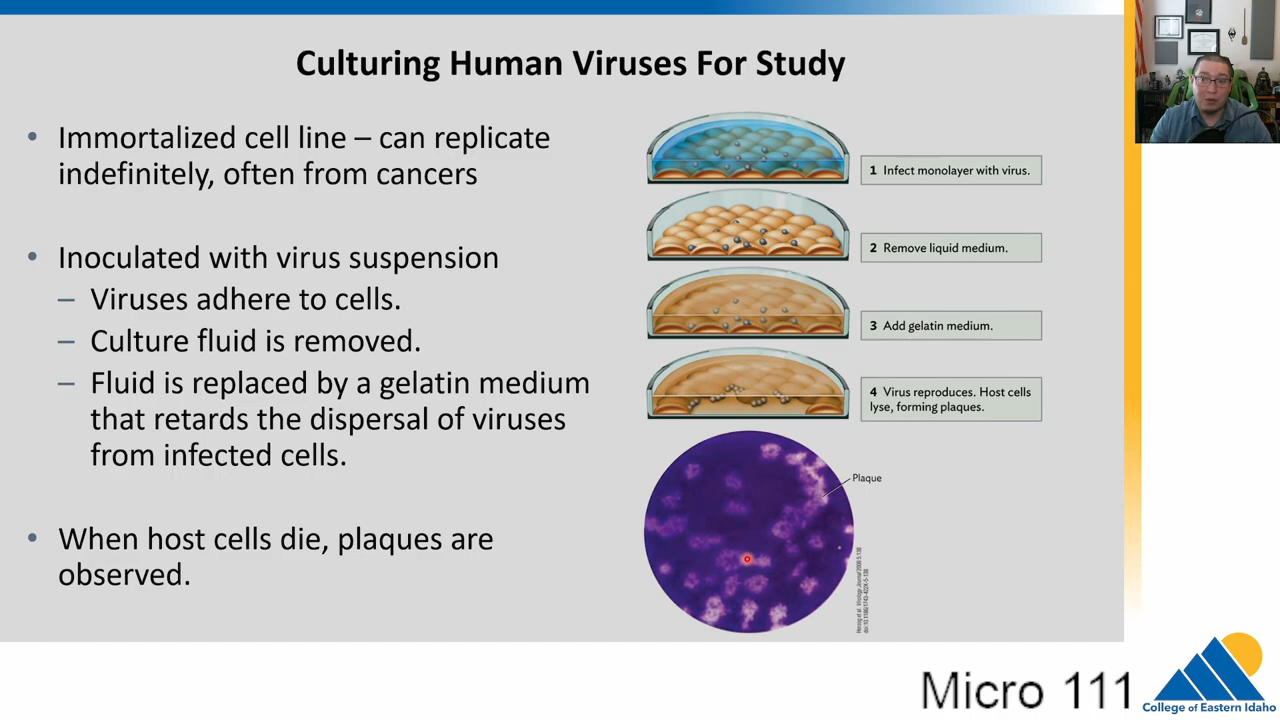 Culturing Human Viruses For Study
• Immortalized cell line – can replicate
indefinitely, often from cancers
• Inoculated with virus suspension
– Viruses adhere to cells.
– Culture fluid is removed.
– Fluid is replaced by a gelatin medium
that retards the dispersal of viruses
from infected cells.
• When host cells die, plaques are
observed.
1 Infect monolayer with virus.
2 Remove liquid medium.
3 Add gelatin medium.
4 Virus reproduces. Host cells
lyse, forming plaques.
Plaque
Micro 111
College of Eastern Idaho